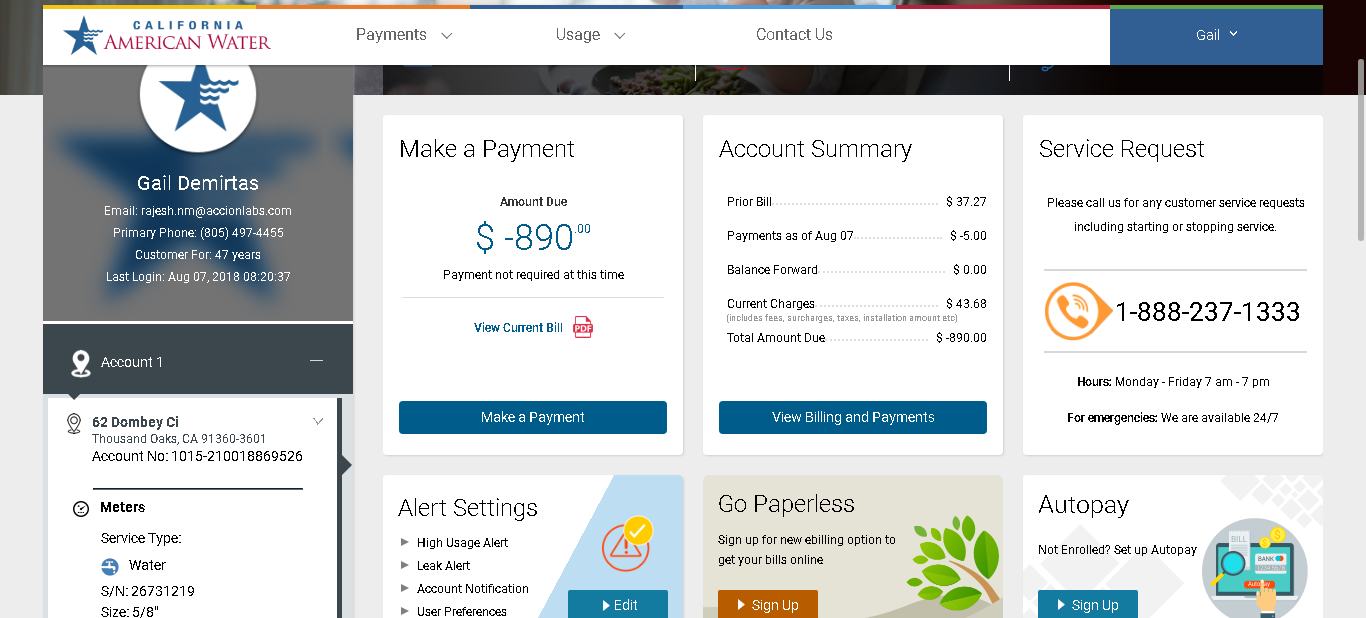 CALIFORNIA
AMERICAN WATER
Payments
Usage
Contact Us
Gail
Gail Demirtas
Email: rajesh.nm@accionlabs.com
Primary Phone: (805) 497-4455
Customer For: 47 years
Last Login: Aug 07, 2018 08:20:37
Account 1
62 Dombey Ci
Thousand Oaks, CA 91360-3601
Account No: 1015-210018869526
Meters
Service Type:
Water
S/N: 26731219
Size: 5/8"
Make a Payment
Amount Due
$ -890.00
Payment not required at this time
View Current Bill PDF
Make a Payment
Account Summary
Prior Bill $ 37.27
Payments as of Aug 07 $ -5.00
Balance Forward $ 0.00
Current Charges $ 43.68
(includes fees, surcharges, taxes, installation amount etc)
Total Amount Due $ -890.00
View Billing and Payments
Service Request
Please call us for any customer service requests
including starting or stopping service.
1-888-237-1333
Hours: Monday - Friday 7 am - 7 pm
For emergencies: We are available 24/7
Alert Settings
High Usage Alert
Leak Alert
Account Notification
User Preferences
Edit
Go Paperless
Sign up for new ebilling option to
get your bills online
Sign Up
Autopay
Not Enrolled? Set up Autopay
Sign Up
BILL
BANK
Autopay